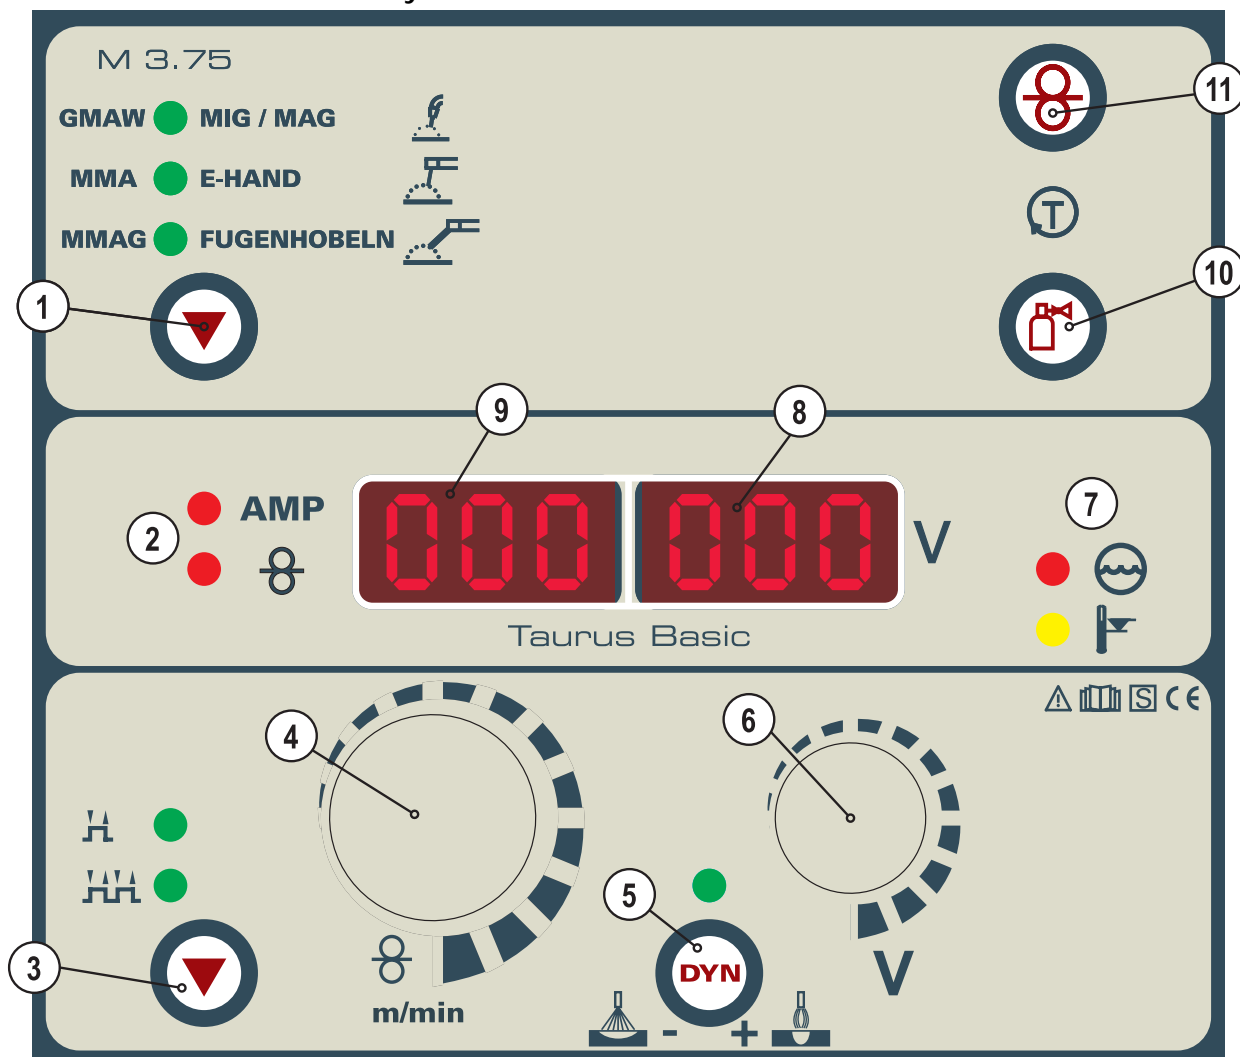 M 3.75
GMAW MIG / MAG
MMA E-HAND
MMAG FUGENHOBELN
1
11
T
10
9
8
7
2
AMP
000 000 V
Taurus Basic
4
6
S CE
5
3
DYN
V
m/min
- +